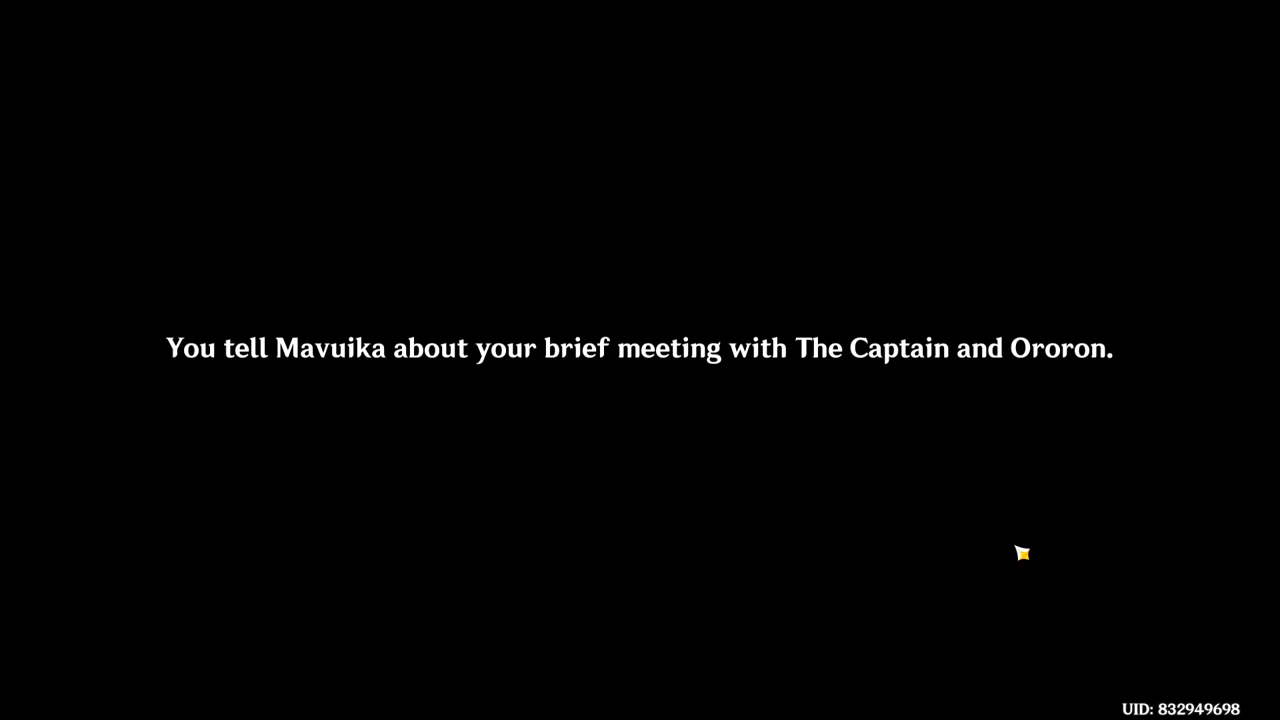 You tell Mavuika about your brief meeting with The Captain and Ororon.
UID: 832949698